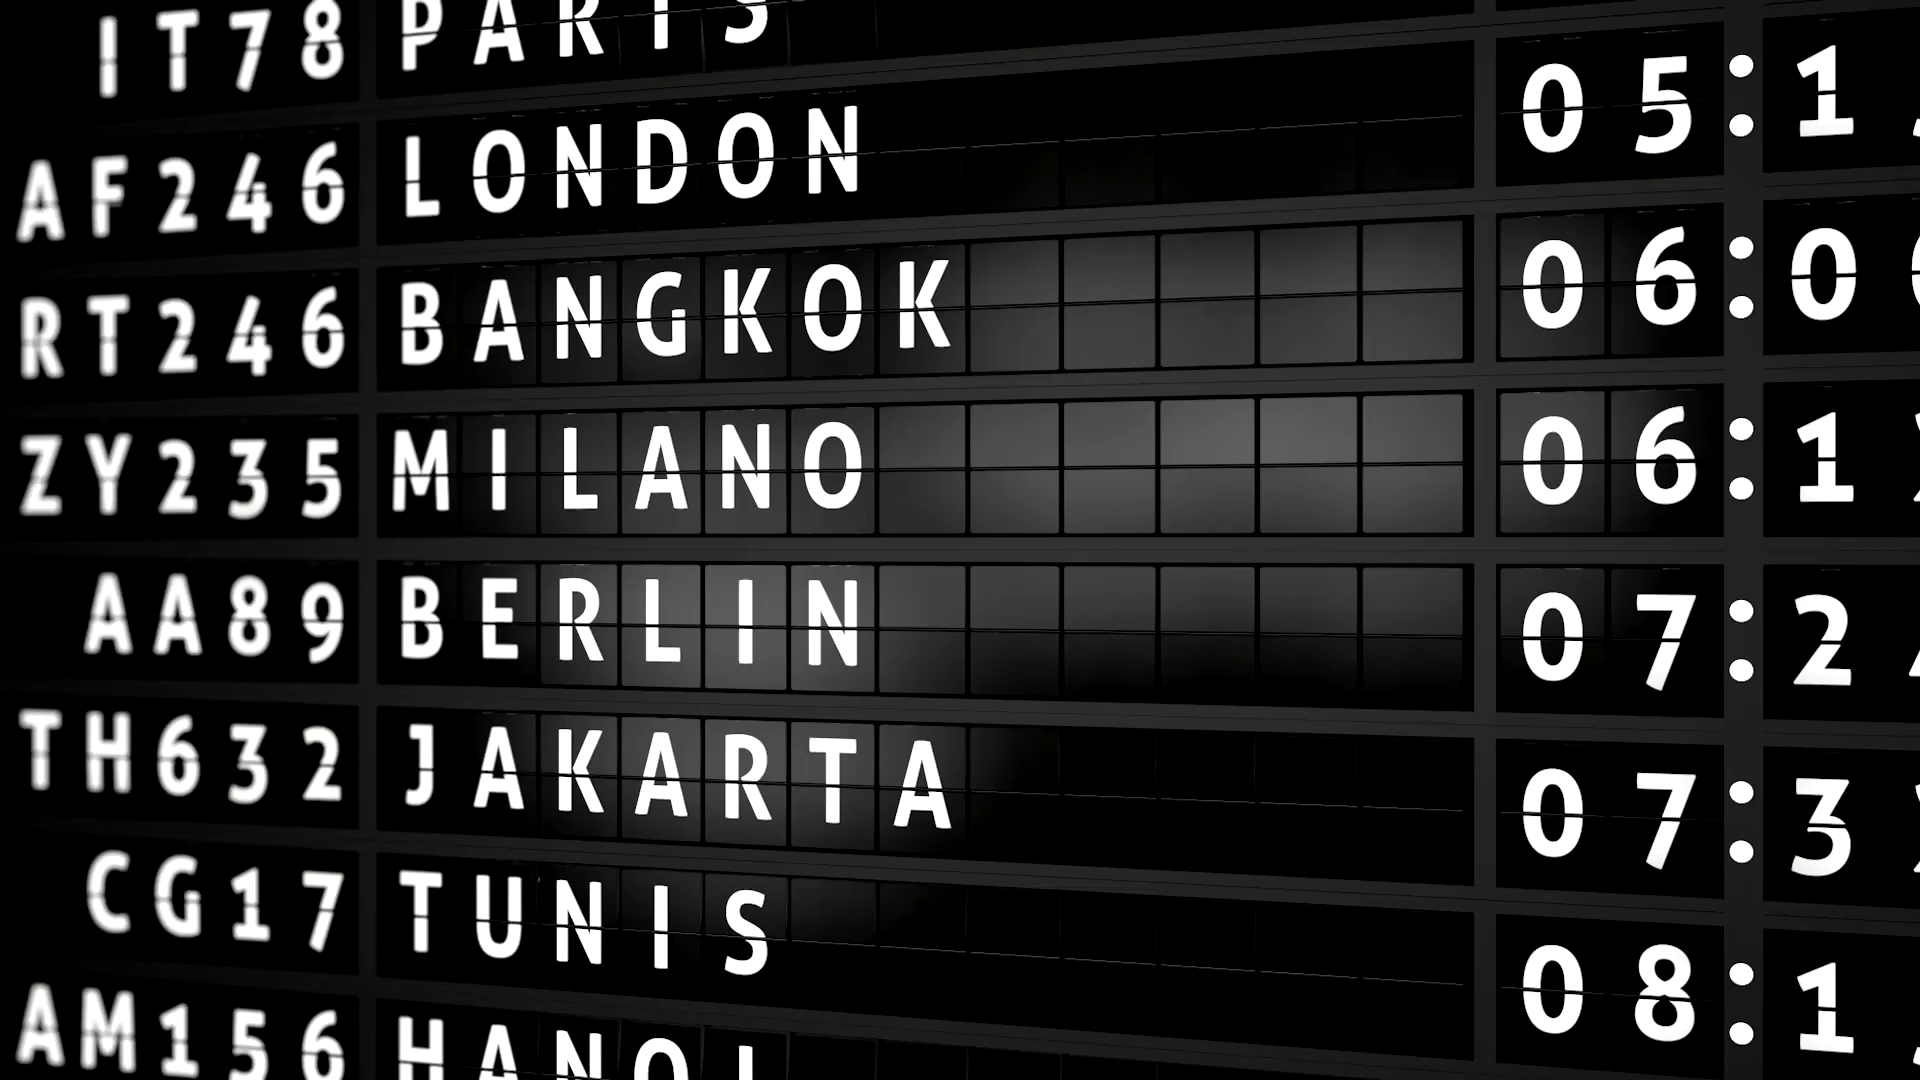 IT78 PARIS
AF246 LONDON 05:1
RT246 BANGKOK 06:0
ZY235 MILANO 06:1
AA89 BERLIN 07:2
TH632 JAKARTA 07:3
CG17 TUNIS 08:1
AM156 HANOI